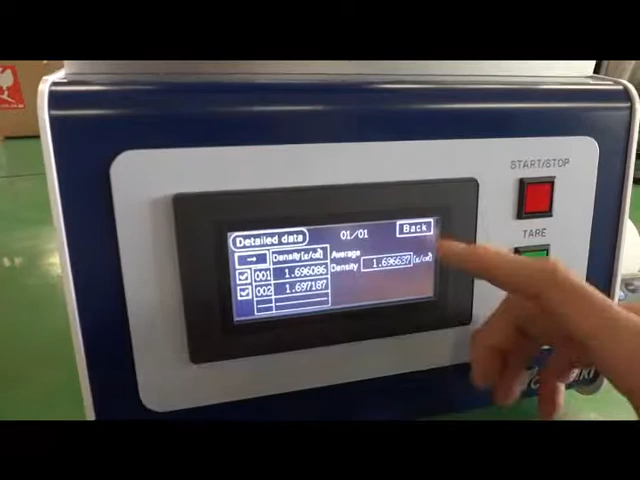 START/STOP
TARE
Detailed data
01/01
Back
→ Density[g/cm³]
001 1.696086
002 1.697187
Average
Density 1.696637 [g/cm³]